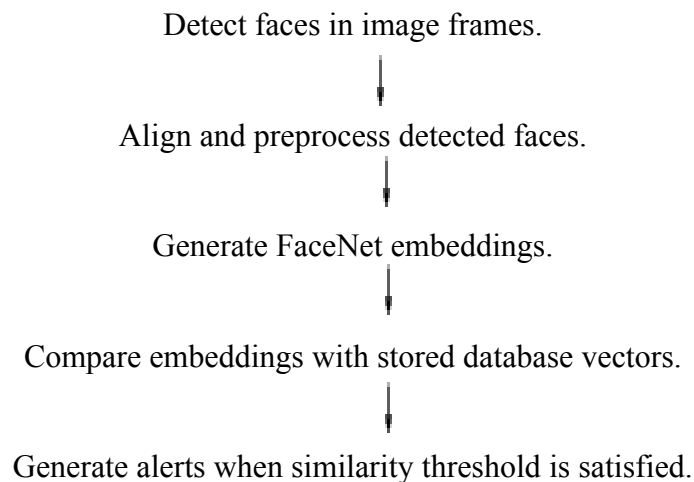 Detect faces in image frames.
Align and preprocess detected faces.
Generate FaceNet embeddings.
Compare embeddings with stored database vectors.
Generate alerts when similarity threshold is satisfied.